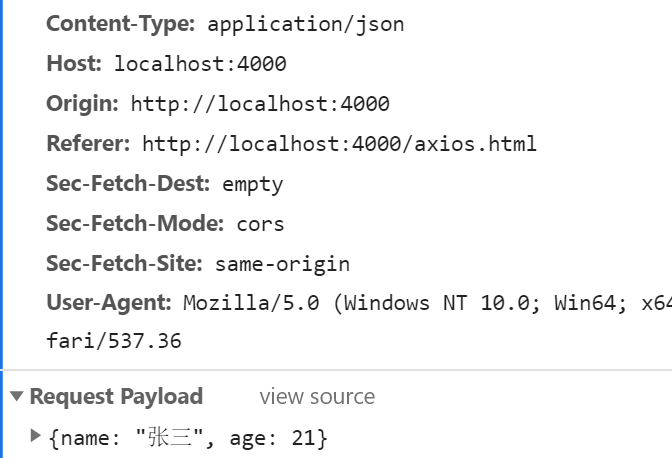 Content-Type: application/json
Host: localhost:4000
Origin: http://localhost:4000
Referer: http://localhost:4000/axios.html
Sec-Fetch-Dest: empty
Sec-Fetch-Mode: cors
Sec-Fetch-Site: same-origin
User-Agent: Mozilla/5.0 (Windows NT 10.0; Win64; x64
fari/537.36
Request Payload view source
{name: "张三", age: 21}